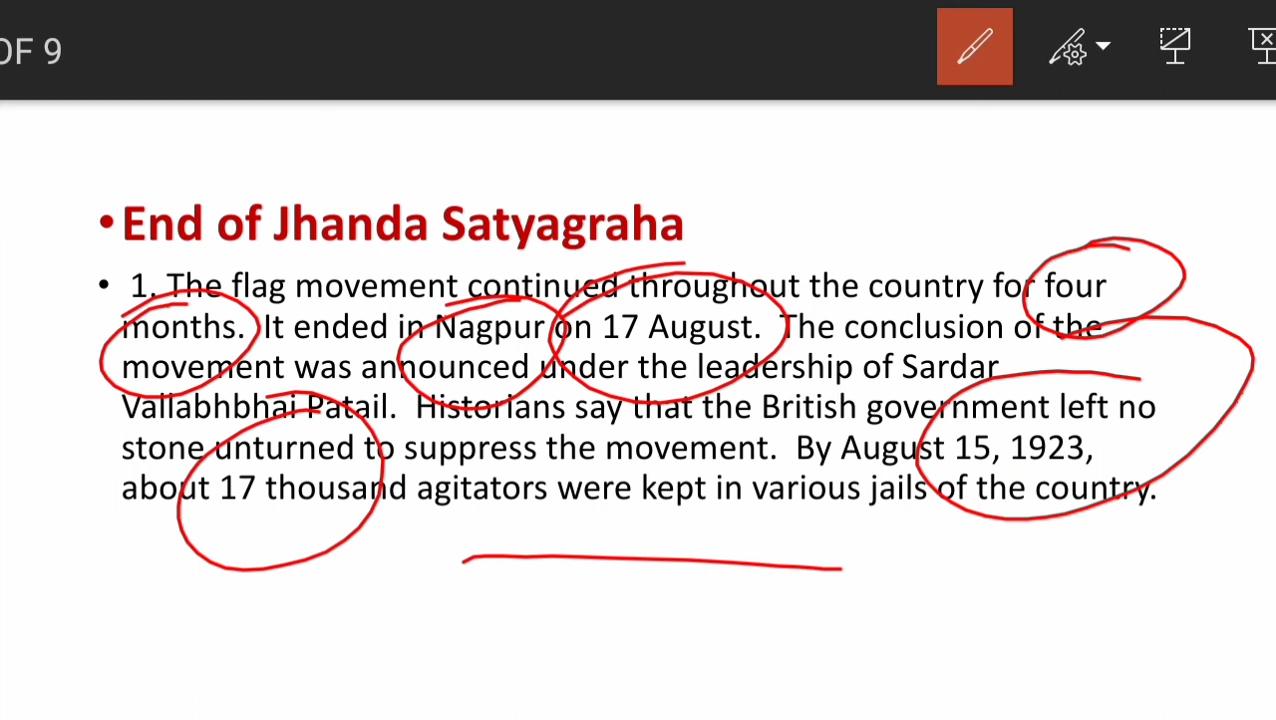 OF 9
•End of Jhanda Satyagraha
• 1. The flag movement continued throughout the country for four
months. It ended in Nagpur on 17 August. The conclusion of the
movement was announced under the leadership of Sardar
Vallabhbhai Patail. Historians say that the British government left no
stone unturned to suppress the movement. By August 15, 1923,
about 17 thousand agitators were kept in various jails of the country.